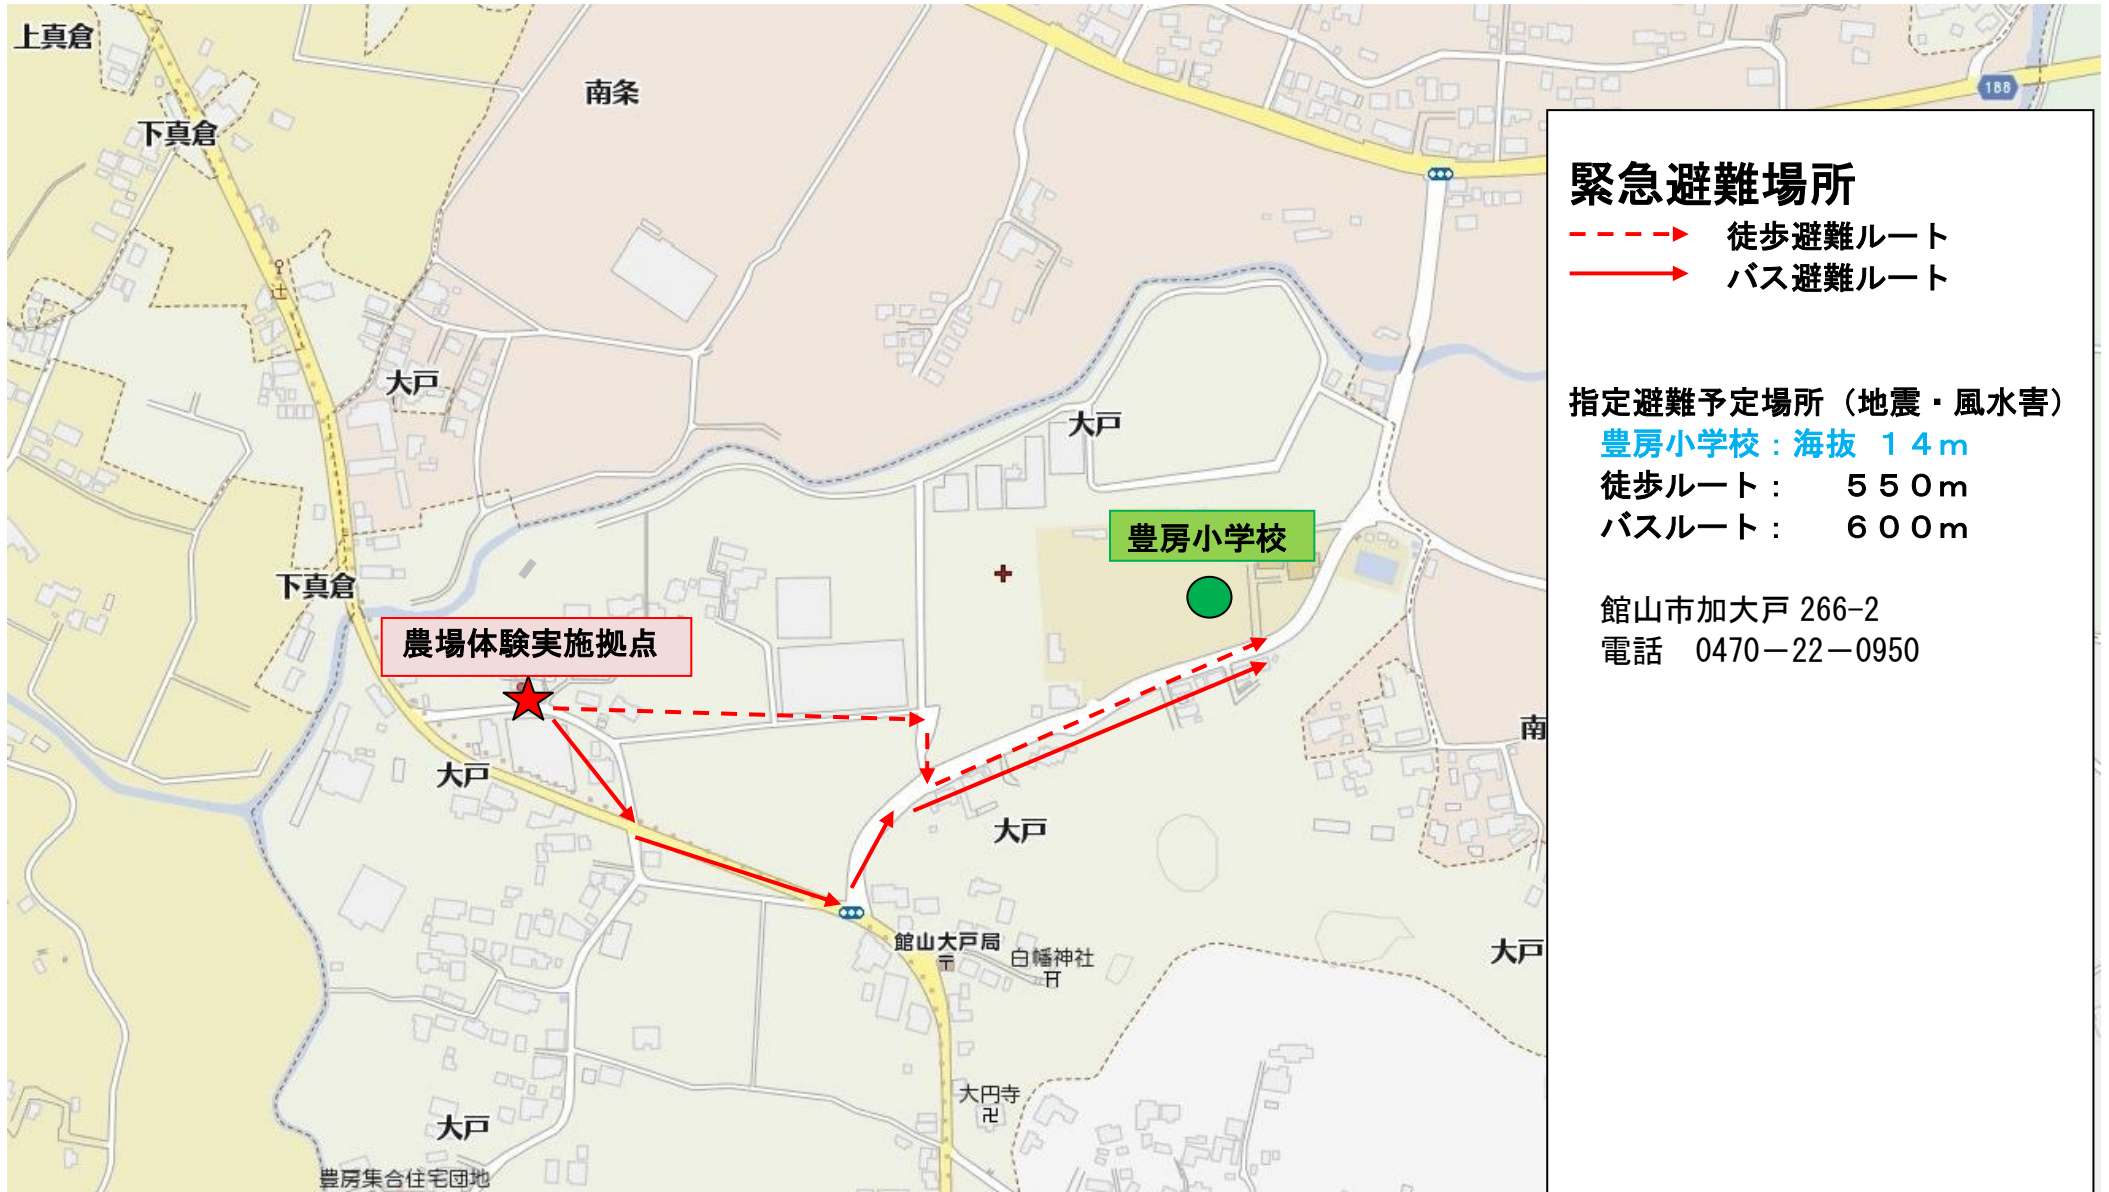 上真倉
南条
188
下真倉
緊急避難場所
徒歩避難ルート
バス避難ルート
辻
大戸
指定避難予定場所（地震・風水害）
大戸
豊房小学校：海抜 １４ｍ
徒歩ルート： ５５０ｍ
バスルート： ６００ｍ
豊房小学校
下真倉
館山市加大戸 266-2
電話 0470－22－0950
農場体験実施拠点
南
大戸
大戸
館山大戸局
〒
白幡神社
大戸
大円寺
卍
大戸
豊房集合住宅団地